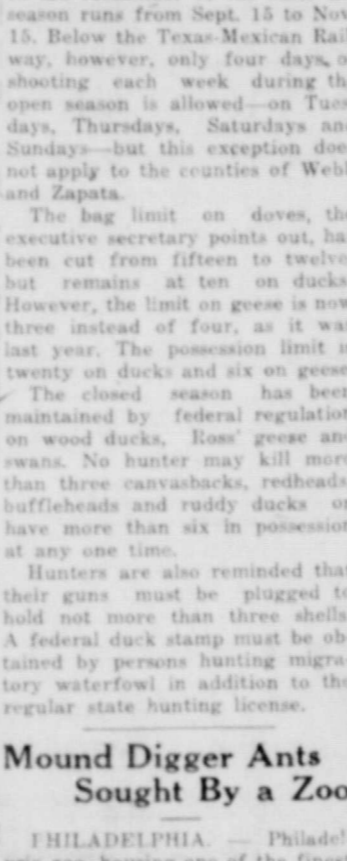 season runs from Sept. 15 to Nov
15. Below the Texas-Mexican Rail
way, however, only four days, o
shooting each week during th
open season is allowed—on Tues
days, Thursdays, Saturdays an
Sundays—but this exception doe
not apply to the counties of Webb
and Zapata.
The bag limit on doves, th
executive secretary points out, ha
been cut from fifteen to twelve
but remains at ten on ducks
However, the limit on geese is now
three instead of four, as it wa
last year. The possession limit i
twenty on ducks and six on geese
The closed season has been
maintained by federal regulation
on wood ducks, Ross' geese an
swans. No hunter may kill more
than three canvasbacks, redheads
buffleheads and ruddy ducks or
have more than six in possession
at any one time.
Hunters are also reminded that
their guns must be plugged to
hold not more than three shells
A federal duck stamp must be ob
tained by persons hunting migra
tory waterfowl in addition to the
regular state hunting license.
Mound Digger Ants
Sought By a Zoo
PHILADELPHIA. — Philadel